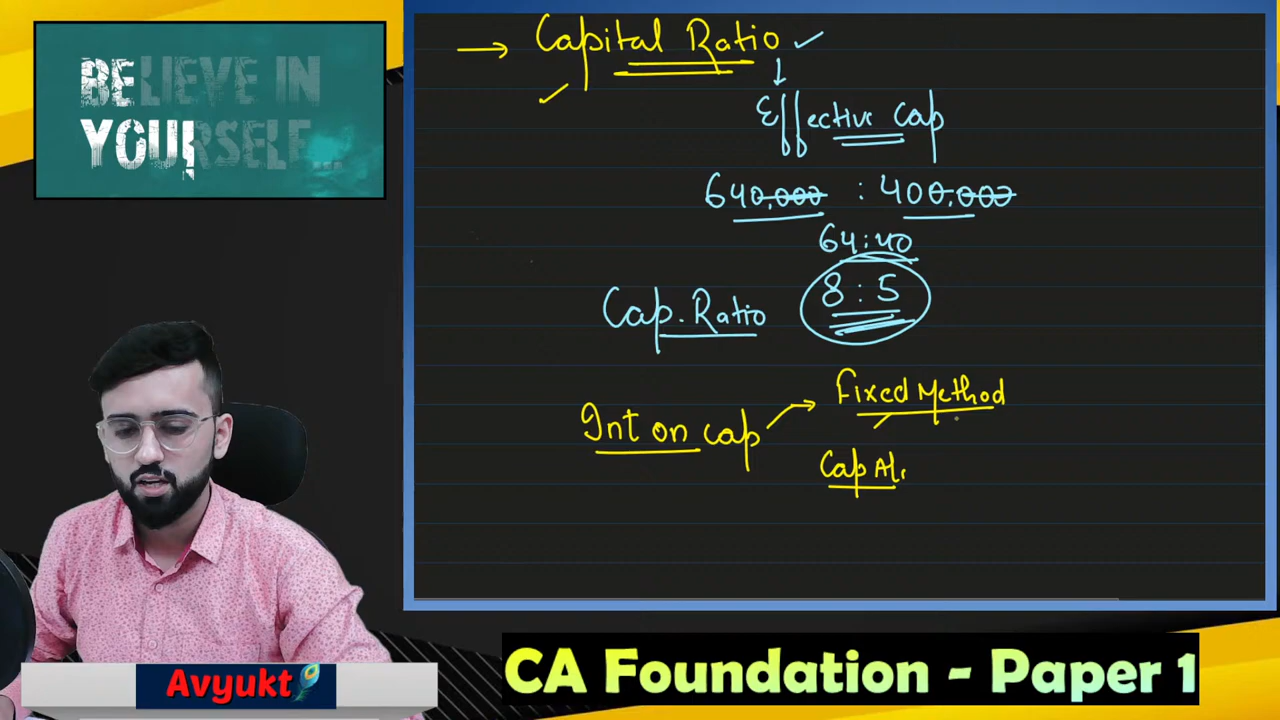 BELIEVE IN
YOURSELF...
→ Capital Ratio ✓
✓
↓
Effective Cap
640,000 : 400,000
64:40
Cap. Ratio 8 : 5
Int on cap → Fixed Method
Cap A/c
Avyukt
CA Foundation - Paper 1